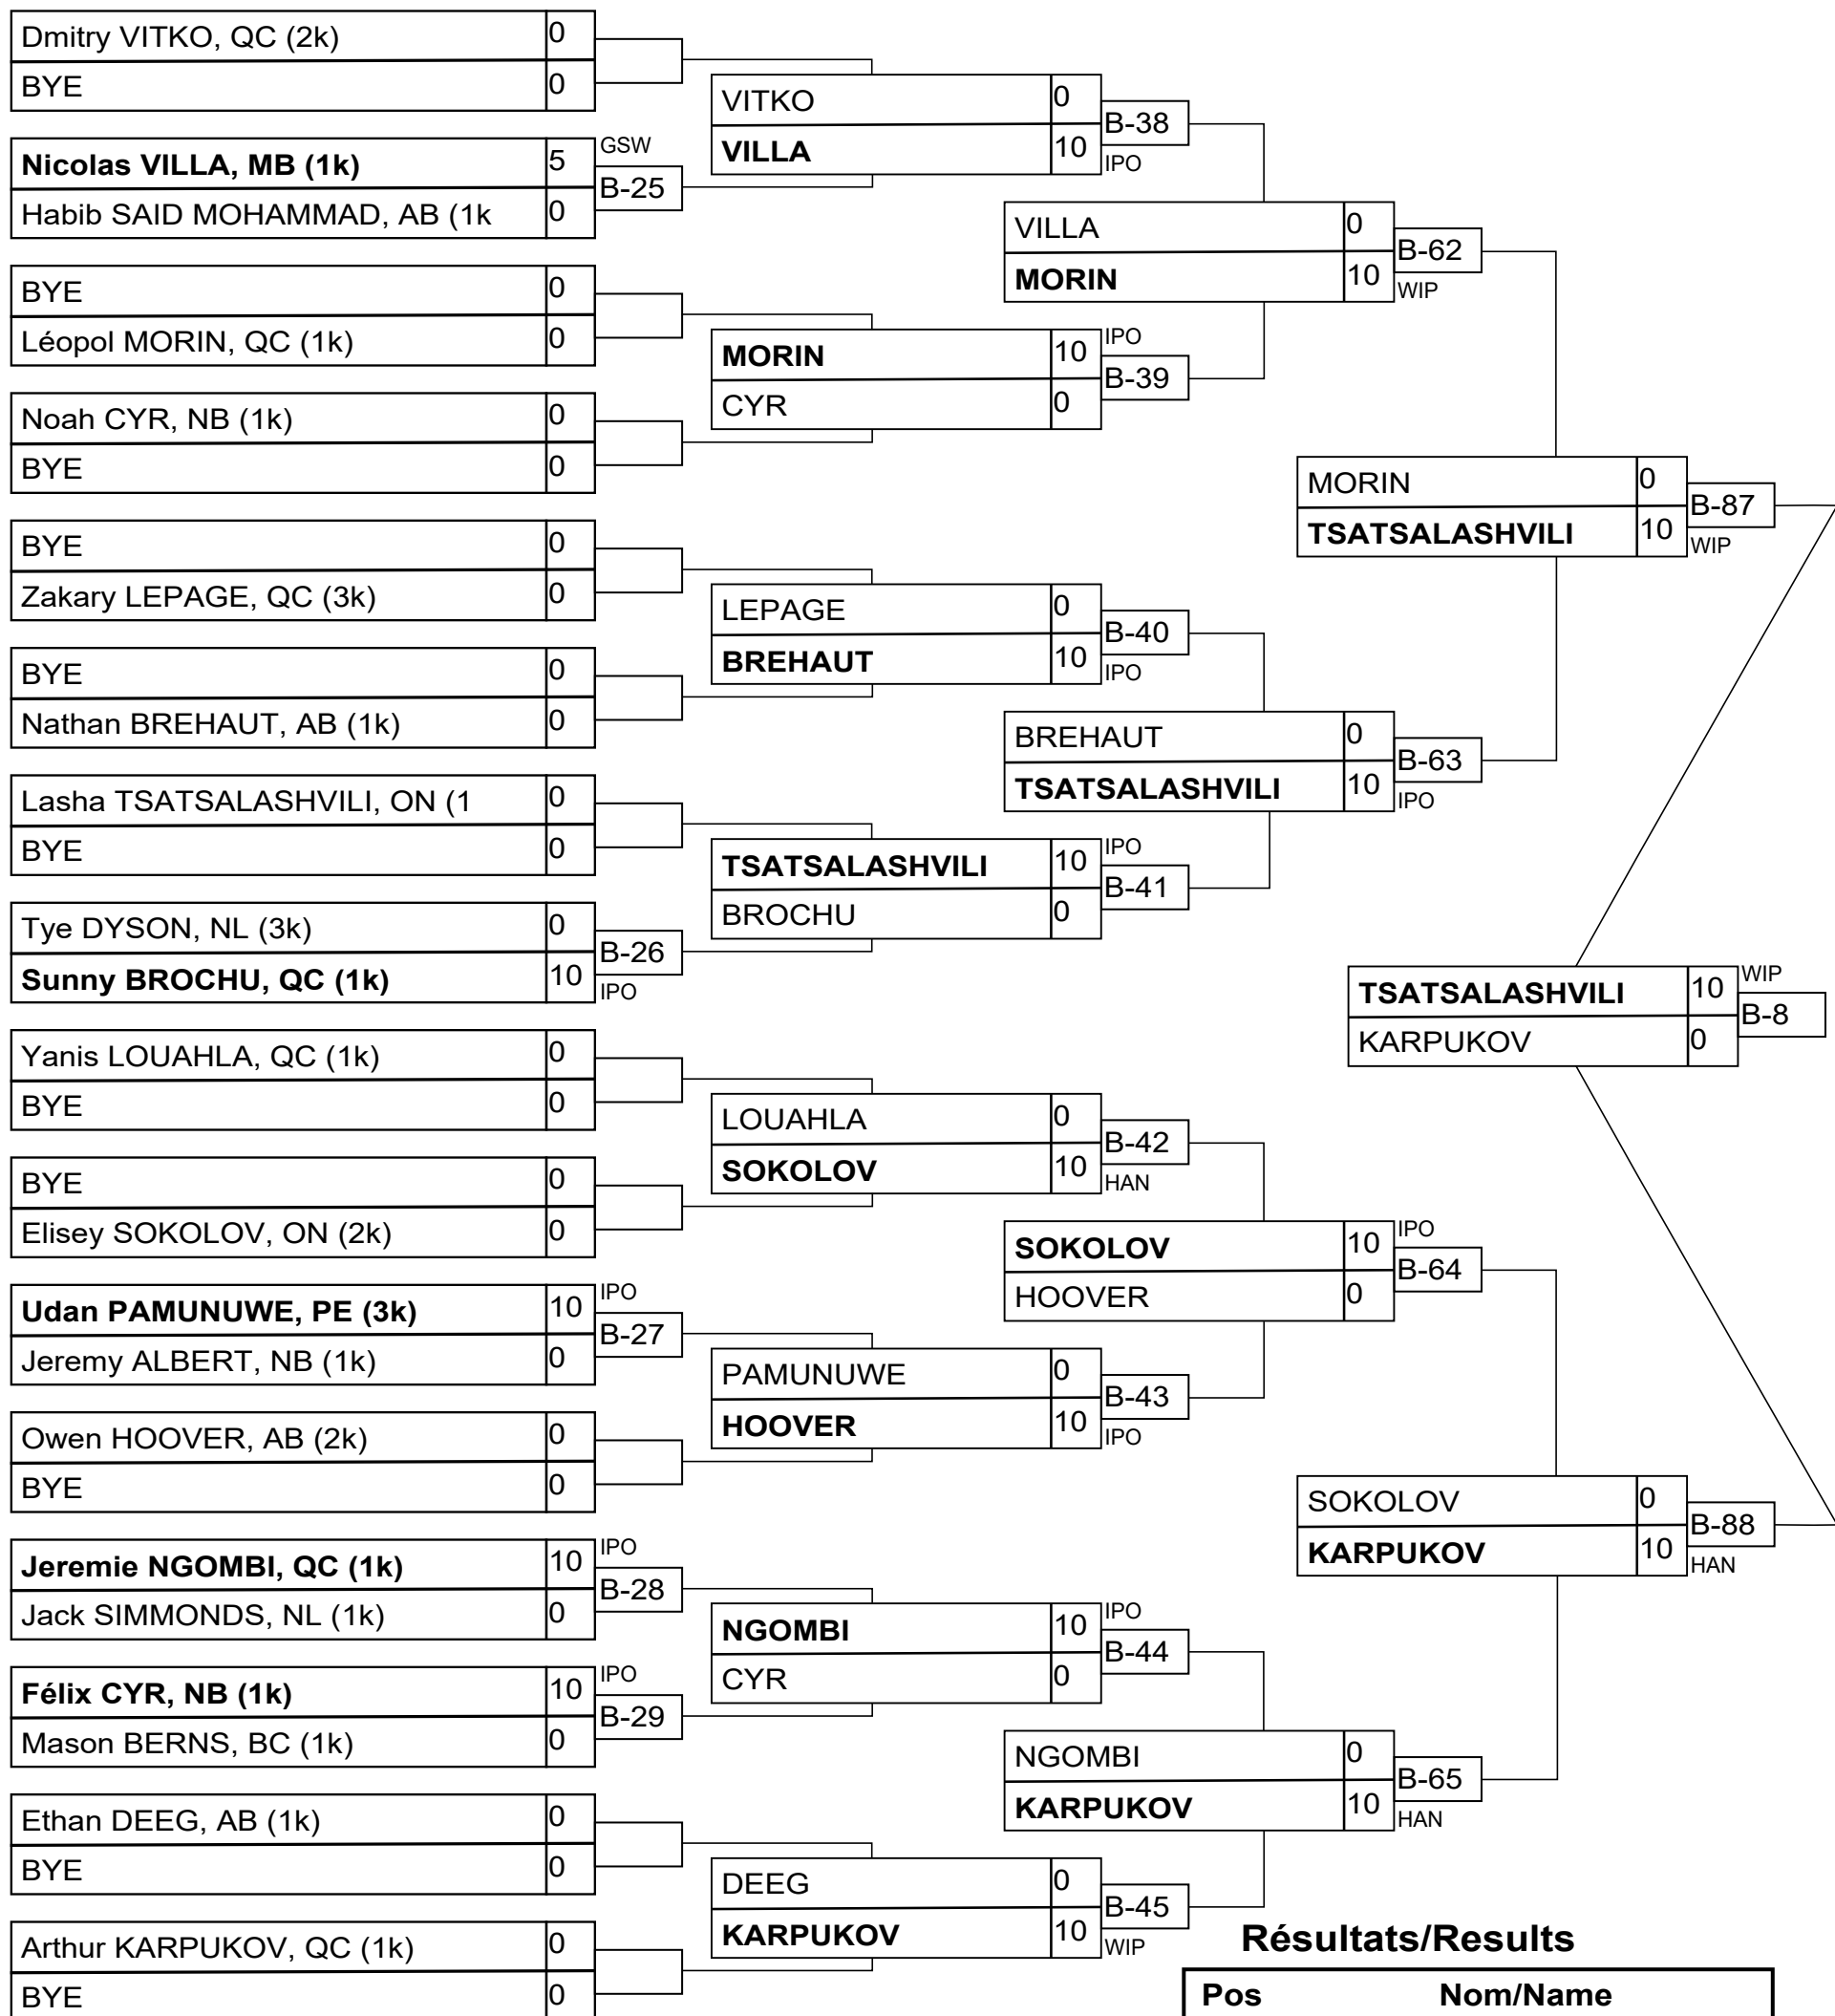 Dmitry VITKO, QC (2k) 0
BYE 0
Nicolas VILLA, MB (1k) 5 GSW
B-25
Habib SAID MOHAMMAD, AB (1k 0
BYE 0
Léopol MORIN, QC (1k) 0
Noah CYR, NB (1k) 0
BYE 0
BYE 0
Zakary LEPAGE, QC (3k) 0
BYE 0
Nathan BREHAUT, AB (1k) 0
Lasha TSATSALASHVILI, ON (1 0
BYE 0
Tye DYSON, NL (3k) 0
B-26
Sunny BROCHU, QC (1k) 10 IPO
Yanis LOUAHLA, QC (1k) 0
BYE 0
BYE 0
Elisey SOKOLOV, ON (2k) 0
Udan PAMUNUWE, PE (3k) 10 IPO
B-27
Jeremy ALBERT, NB (1k) 0
Owen HOOVER, AB (2k) 0
BYE 0
Jeremie NGOMBI, QC (1k) 10 IPO
B-28
Jack SIMMONDS, NL (1k) 0
Félix CYR, NB (1k) 10 IPO
B-29
Mason BERNS, BC (1k) 0
Ethan DEEG, AB (1k) 0
BYE 0
Arthur KARPUKOV, QC (1k) 0
BYE 0
VITKO 0
B-38
VILLA 10 IPO
MORIN 10 IPO
B-39
CYR 0
LEPAGE 0
B-40
BREHAUT 10 IPO
TSATSALASHVILI 10 IPO
B-41
BROCHU 0
LOUAHLA 0
B-42
SOKOLOV 10 HAN
PAMUNUWE 0
B-43
HOOVER 10 IPO
NGOMBI 10 IPO
B-44
CYR 0
DEEG 0
B-45
KARPUKOV 10 WIP
VILLA 0
B-62
MORIN 10 WIP
BREHAUT 0
B-63
TSATSALASHVILI 10 IPO
SOKOLOV 10 IPO
B-64
HOOVER 0
NGOMBI 0
B-65
KARPUKOV 10 HAN
MORIN 0
B-87
TSATSALASHVILI 10 WIP
SOKOLOV 0
B-88
KARPUKOV 10 HAN
TSATSALASHVILI 10 WIP
B-8
KARPUKOV 0
Résultats/Results
Pos Nom/Name